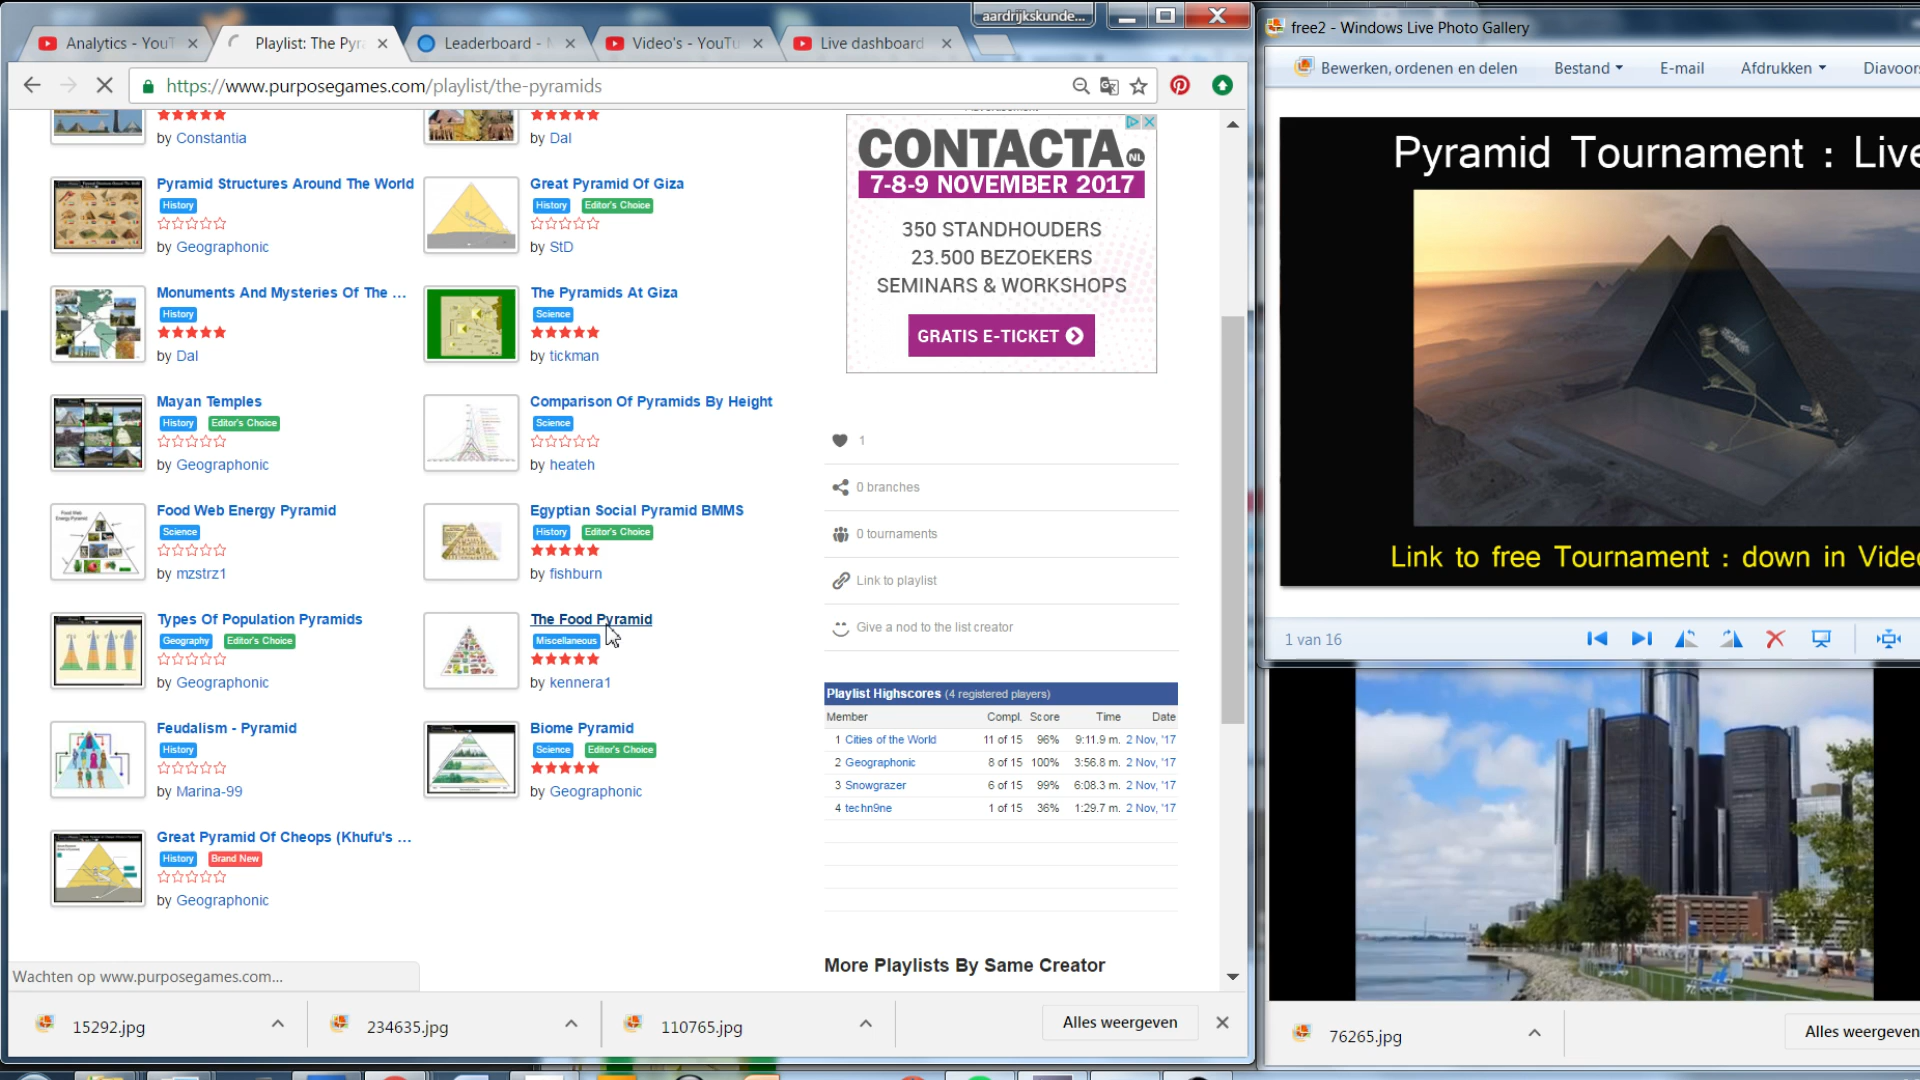 aardrijkskunde...
Analytics - YouT
Playlist: The Pyra
Leaderboard -
Video's - YouTu
Live dashboard
https://www.purposegames.com/playlist/the-pyramids
by Constantia
by Dal
Pyramid Structures Around The World
History
by Geographonic
Great Pyramid Of Giza
History Editor's Choice
by StD
Monuments And Mysteries Of The ...
History
by Dal
The Pyramids At Giza
Science
by tickman
Mayan Temples
History Editor's Choice
by Geographonic
Comparison Of Pyramids By Height
Science
by heateh
Food Web Energy Pyramid
Science
by mzstrz1
Egyptian Social Pyramid BMMS
History Editor's Choice
by fishburn
Types Of Population Pyramids
Geography Editor's Choice
by Geographonic
The Food Pyramid
Miscellaneous
by kennera1
Feudalism - Pyramid
History
by Marina-99
Biome Pyramid
Science Editor's Choice
by Geographonic
Great Pyramid Of Cheops (Khufu's ...
History Brand New
by Geographonic
CONTACTA.NL
7-8-9 NOVEMBER 2017
350 STANDHOUDERS
23.500 BEZOEKERS
SEMINARS & WORKSHOPS
GRATIS E-TICKET
1
0 branches
0 tournaments
Link to playlist
Give a nod to the list creator
Playlist Highscores (4 registered players)
Member Compl. Score Time Date
1 Cities of the World 11 of 15 96% 9:11.9 m. 2 Nov, '17
2 Geographonic 8 of 15 100% 3:56.8 m. 2 Nov, '17
3 Snowgrazer 6 of 15 99% 6:08.3 m. 2 Nov, '17
4 techn9ne 1 of 15 36% 1:29.7 m. 2 Nov, '17
More Playlists By Same Creator
Wachten op www.purposegames.com...
15292.jpg
234635.jpg
110765.jpg
Alles weergeven
free2 - Windows Live Photo Gallery
Bewerken, ordenen en delen Bestand E-mail Afdrukken Diavoors
Pyramid Tournament : Live
Link to free Tournament : down in Vide
1 van 16
76265.jpg
Alles weergeven